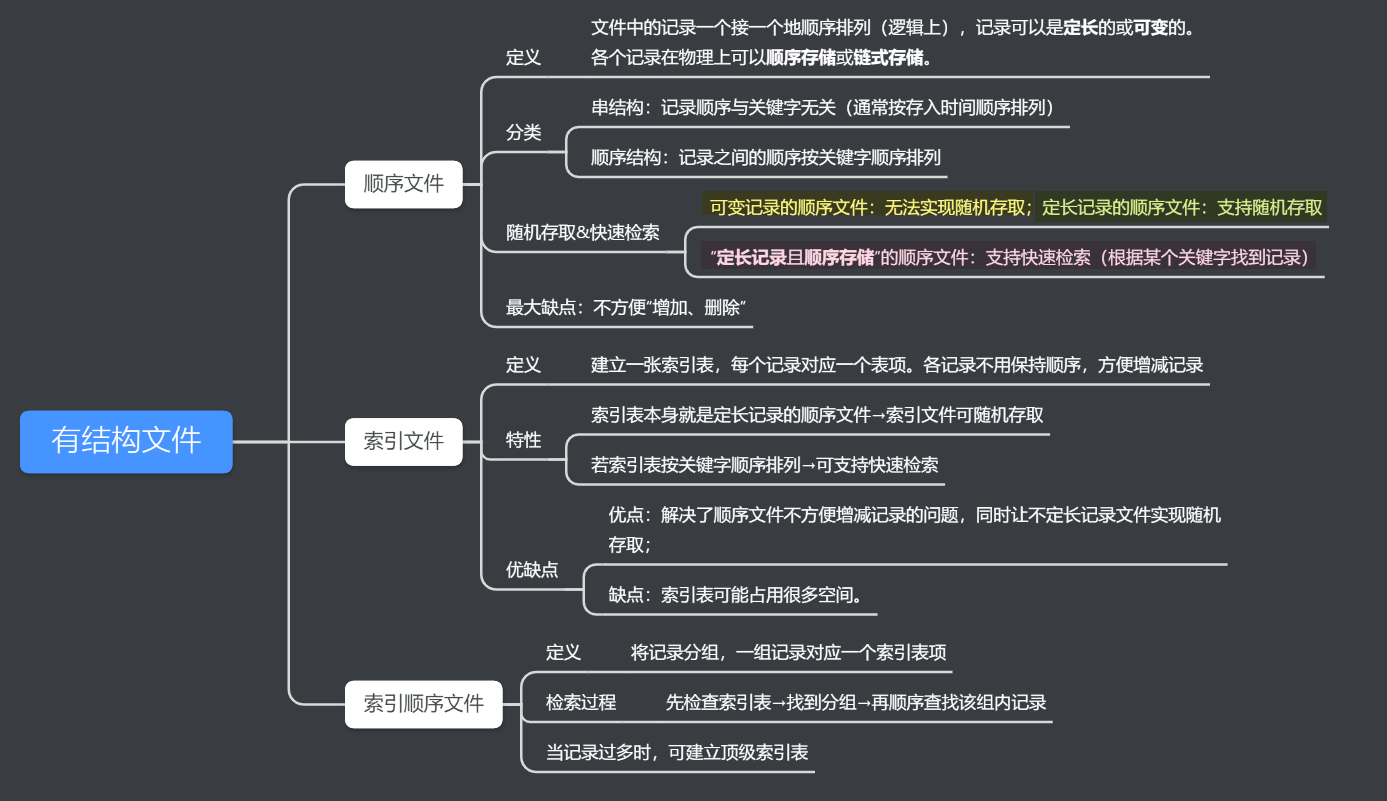 有结构文件
顺序文件
定义
文件中的记录一个接一个地顺序排列（逻辑上），记录可以是定长的或可变的。
各个记录在物理上可以顺序存储或链式存储。
分类
串结构：记录顺序与关键字无关（通常按存入时间顺序排列）
顺序结构：记录之间的顺序按关键字顺序排列
随机存取&快速检索
可变记录的顺序文件：无法实现随机存取；定长记录的顺序文件：支持随机存取
“定长记录且顺序存储”的顺序文件：支持快速检索（根据某个关键字找到记录）
最大缺点：不方便“增加、删除”
索引文件
定义
建立一张索引表，每个记录对应一个表项。各记录不用保持顺序，方便增减记录
特性
索引表本身就是定长记录的顺序文件→索引文件可随机存取
若索引表按关键字顺序排列→可支持快速检索
优缺点
优点：解决了顺序文件不方便增减记录的问题，同时让不定长记录文件实现随机
存取；
缺点：索引表可能占用很多空间。
索引顺序文件
定义
将记录分组，一组记录对应一个索引表项
检索过程
先检查索引表→找到分组→再顺序查找该组内记录
当记录过多时，可建立顶级索引表